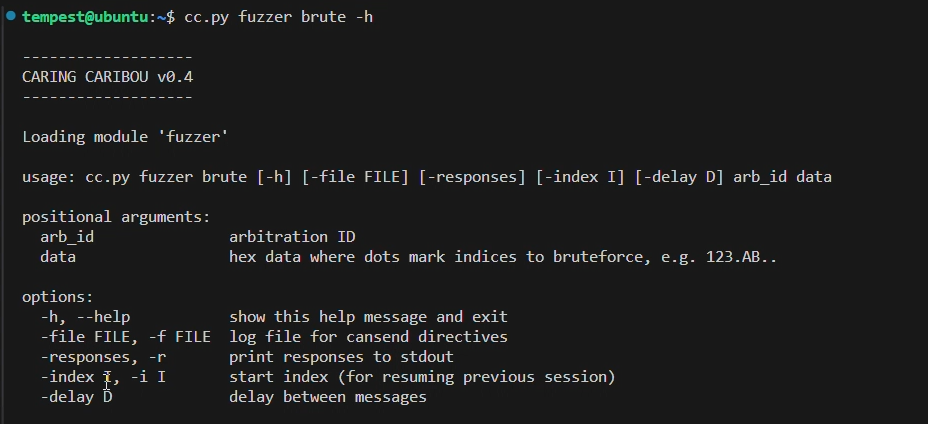 tempest@ubuntu:~$ cc.py fuzzer brute -h
-------------------
CARING CARIBOU v0.4
-------------------
Loading module 'fuzzer'
usage: cc.py fuzzer brute [-h] [-file FILE] [-responses] [-index I] [-delay D] arb_id data
positional arguments:
arb_id arbitration ID
data hex data where dots mark indices to bruteforce, e.g. 123.AB..
options:
-h, --help show this help message and exit
-file FILE, -f FILE log file for cansend directives
-responses, -r print responses to stdout
-index I, -i I start index (for resuming previous session)
-delay D delay between messages